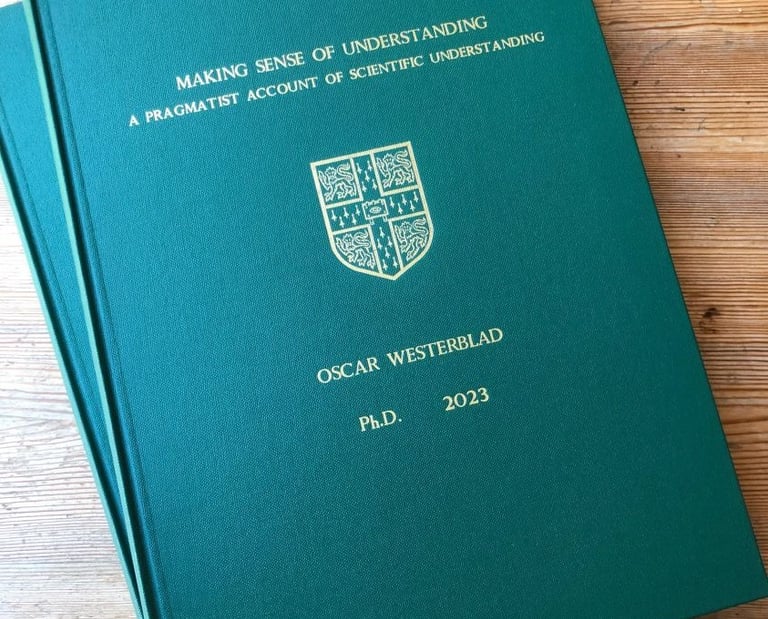 MAKING SENSE OF UNDERSTANDING
A PRAGMATIST ACCOUNT OF SCIENTIFIC UNDERSTANDING
OSCAR WESTERBLAD
Ph.D. 2023